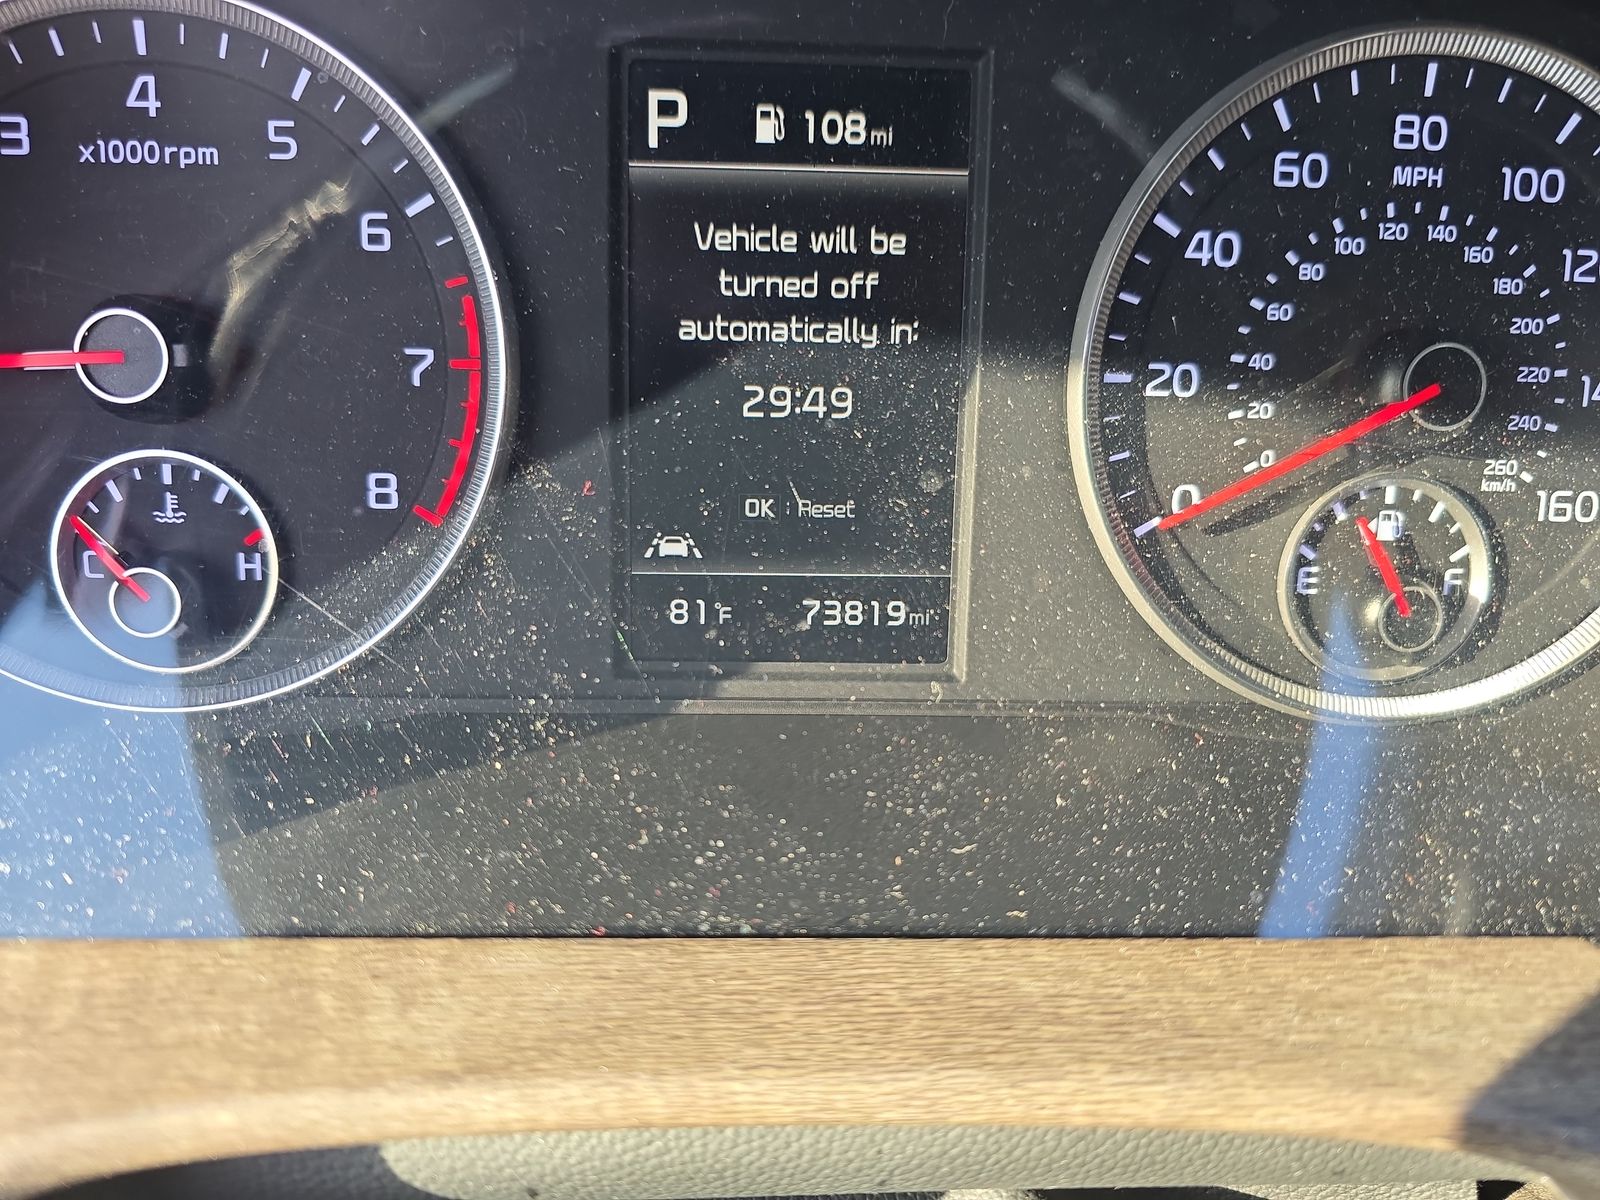 3 4 5 6 7 8
x1000rpm
C H
P 108mi
Vehicle will be
turned off
automatically in:
29:49
OK : Reset
81°F 73819mi
0 20 40 60 80 100
MPH
0 20 40 60 80 100 120 140 160 180 200 220 240 260
km/h
160
E F